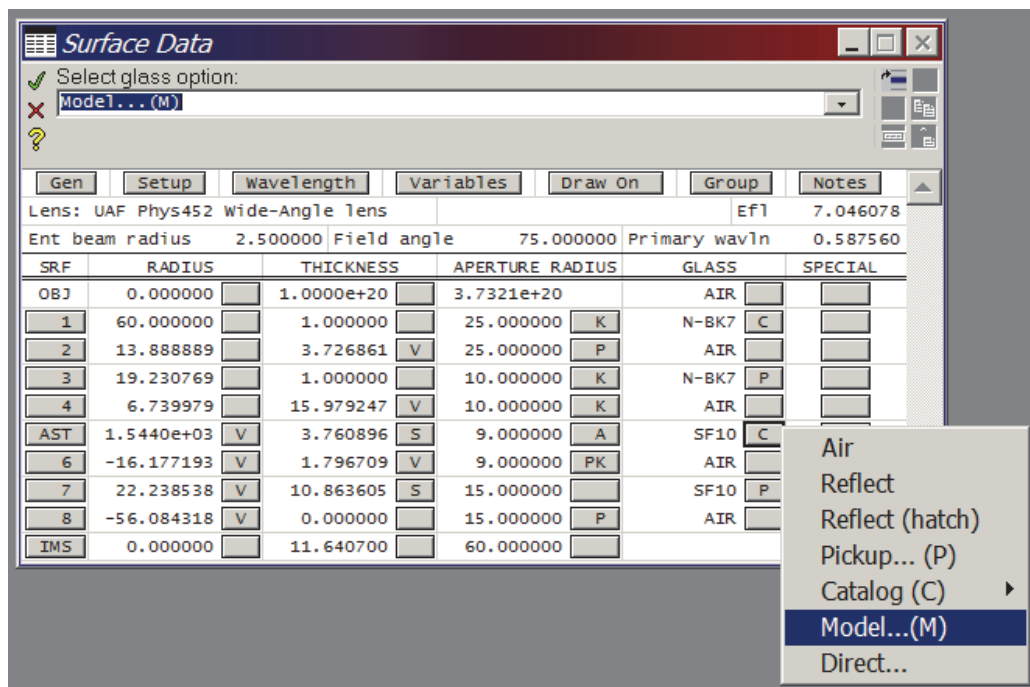 Surface Data
Select glass option:
Model...(M)
Gen Setup Wavelength Variables Draw On Group Notes
Lens: UAF Phys452 Wide-Angle lens Efl 7.046078
Ent beam radius 2.500000 Field angle 75.000000 Primary wavln 0.587560
SRF RADIUS THICKNESS APERTURE RADIUS GLASS SPECIAL
OBJ 0.000000 1.0000e+20 3.7321e+20 AIR
1 60.000000 1.000000 25.000000 K N-BK7 C
2 13.888889 3.726861 V 25.000000 P AIR
3 19.230769 1.000000 10.000000 K N-BK7 P
4 6.739979 15.979247 V 10.000000 K AIR
AST 1.5440e+03 V 3.760896 S 9.000000 A SF10 C
6 -16.177193 V 1.796709 V 9.000000 PK AIR
7 22.238538 V 10.863605 S 15.000000 SF10 P
8 -56.084318 V 0.000000 15.000000 P AIR
IMS 0.000000 11.640700 60.000000
Air
Reflect
Reflect (hatch)
Pickup... (P)
Catalog (C)
Model...(M)
Direct...